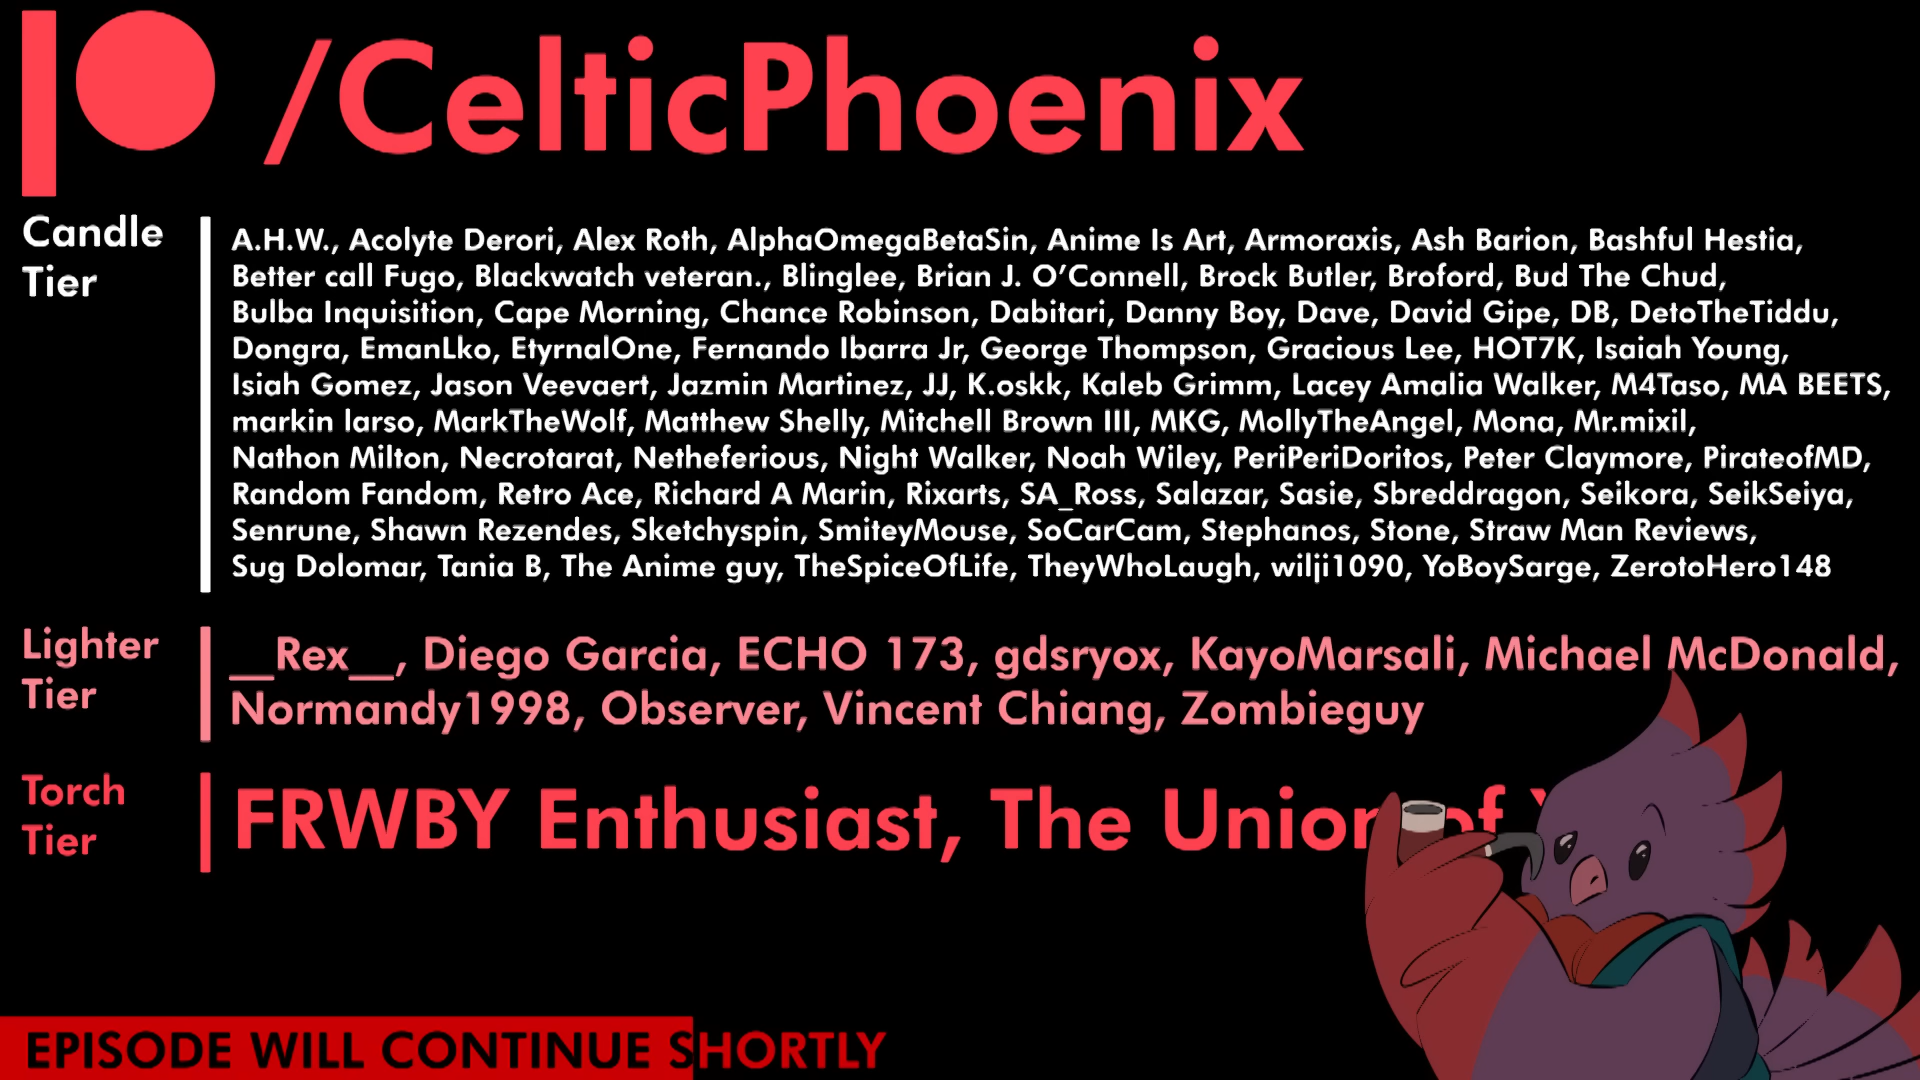 /CelticPhoenix
Candle
Tier
A.H.W., Acolyte Derori, Alex Roth, AlphaOmegaBetaSin, Anime Is Art, Armoraxis, Ash Barion, Bashful Hestia,
Better call Fugo, Blackwatch veteran., Blinglee, Brian J. O’Connell, Brock Butler, Broford, Bud The Chud,
Bulba Inquisition, Cape Morning, Chance Robinson, Dabitari, Danny Boy, Dave, David Gipe, DB, DetoTheTiddu,
Dongra, EmanLko, EtyrnalOne, Fernando Ibarra Jr, George Thompson, Gracious Lee, HOT7K, Isaiah Young,
Isiah Gomez, Jason Veevaert, Jazmin Martinez, JJ, K.oskk, Kaleb Grimm, Lacey Amalia Walker, M4Taso, MA BEETS,
markin larso, MarkTheWolf, Matthew Shelly, Mitchell Brown III, MKG, MollyTheAngel, Mona, Mr.mixil,
Nathon Milton, Necrotarat, Netheferious, Night Walker, Noah Wiley, PeriPeriDoritos, Peter Claymore, PirateofMD,
Random Fandom, Retro Ace, Richard A Marin, Rixarts, SA_Ross, Salazar, Sasie, Sbreddragon, Seikora, SeikSeiya,
Senrune, Shawn Rezendes, Sketchyspin, SmiteyMouse, SoCarCam, Stephanos, Stone, Straw Man Reviews,
Sug Dolomar, Tania B, The Anime guy, TheSpiceOfLife, TheyWhoLaugh, wilji1090, YoBoySarge, ZerotoHero148
Lighter
Tier
__Rex__, Diego Garcia, ECHO 173, gdsryox, KayoMarsali, Michael McDonald,
Normandy1998, Observer, Vincent Chiang, Zombieguy
Torch
Tier
FRWBY Enthusiast, The Union of
EPISODE WILL CONTINUE SHORTLY